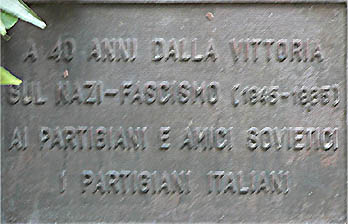 A 40 ANNI DALLA VITTORIA
SUL NAZI-FASCISMO (1945-1985)
AI PARTIGIANI E AMICI SOVIETICI
I PARTIGIANI ITALIANI